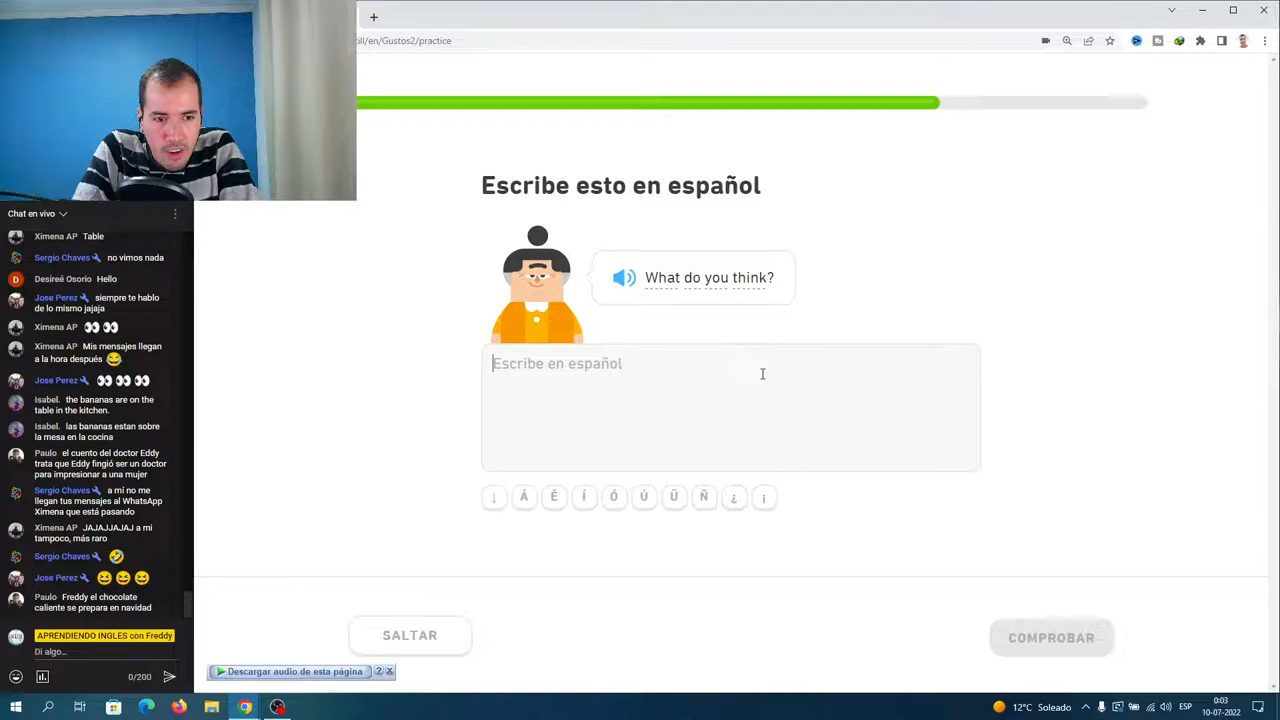 ill/en/Gustos2/practice
Escribe esto en español
What do you think?
Escribe en español
↓ Á É Í Ó Ú Ü Ñ ¿ ¡
SALTAR
COMPROBAR
Descargar audio de esta página
Chat en vivo
Ximena AP Table
Sergio Chaves no vimos nada
D Desireé Osorio Hello
Jose Perez siempre te hablo
de lo mismo jajaja
Ximena AP 👀 👀
Ximena AP Mis mensajes llegan
a la hora después 😂
Jose Perez 👀 👀 👀
Isabel. the bananas are on the
table in the kitchen.
Isabel. las bananas estan sobre
la mesa en la cocina
Paulo el cuento del doctor Eddy
trata que Eddy fingió ser un doctor
para impresionar a una mujer
Sergio Chaves a mí no me
llegan tus mensajes al WhatsApp
Ximena que está pasando
Ximena AP JAJAJJAJAJ a mi
tampoco, más raro
Sergio Chaves 🤣
Jose Perez 😆 😆 😆
Paulo Freddy el chocolate
caliente se prepara en navidad
APRENDIENDO INGLES con Freddy
Di algo...
0/200
12°C Soleado
ESP
0:03
10-07-2022